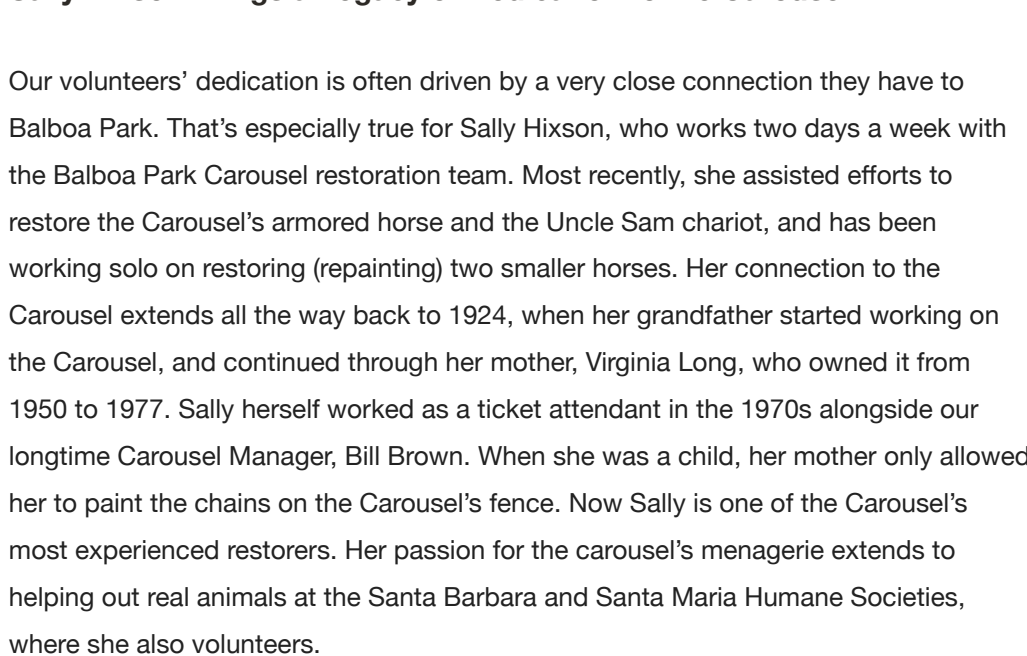 Our volunteers’ dedication is often driven by a very close connection they have to
Balboa Park. That’s especially true for Sally Hixson, who works two days a week with
the Balboa Park Carousel restoration team. Most recently, she assisted efforts to
restore the Carousel’s armored horse and the Uncle Sam chariot, and has been
working solo on restoring (repainting) two smaller horses. Her connection to the
Carousel extends all the way back to 1924, when her grandfather started working on
the Carousel, and continued through her mother, Virginia Long, who owned it from
1950 to 1977. Sally herself worked as a ticket attendant in the 1970s alongside our
longtime Carousel Manager, Bill Brown. When she was a child, her mother only allowed
her to paint the chains on the Carousel’s fence. Now Sally is one of the Carousel’s
most experienced restorers. Her passion for the carousel’s menagerie extends to
helping out real animals at the Santa Barbara and Santa Maria Humane Societies,
where she also volunteers.